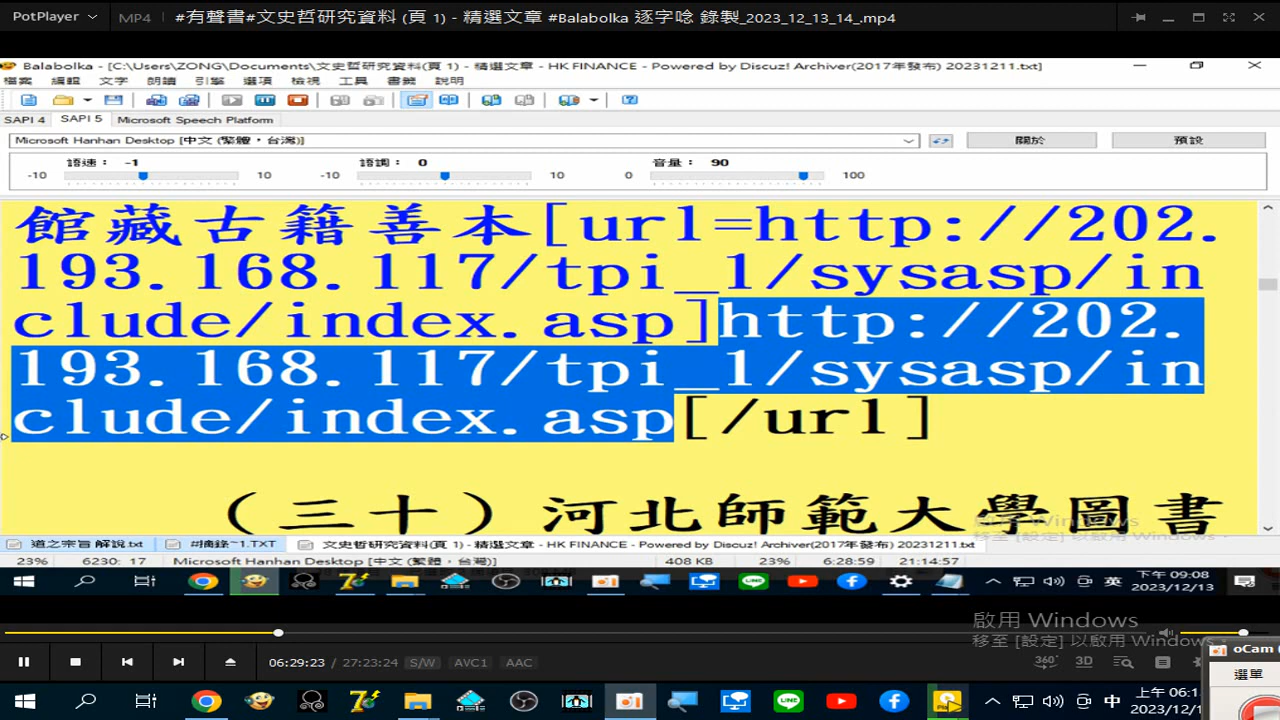 PotPlayer MP4 #有聲書#文史哲研究資料 (頁 1) - 精選文章 #Balabolka 逐字唸 錄製_2023_12_13_14_.mp4
Balabolka - [C:\Users\ZONG\Documents\文史哲研究資料(頁 1) - 精選文章 - HK FINANCE - Powered by Discuz! Archiver(2017年發布) 20231211.txt]
檔案 編輯 文字 朗讀 引擎 選項 檢視 工具 書籤 說明
SAPI 4 SAPI 5 Microsoft Speech Platform
Microsoft Hanhan Desktop [中文 (繁體，台灣)] 關於 預設
語速： -1 語調： 0 音量： 90
-10 10 -10 10 0 100
館藏古籍善本[url=http://202.
193.168.117/tpi_1/sysasp/in
clude/index.asp]http://202.
193.168.117/tpi_1/sysasp/in
clude/index.asp[/url]
（三十）河北師範大學圖書
道之宗旨 解說.txt #摘錄~1.TXT 文史哲研究資料(頁 1) - 精選文章 - HK FINANCE - Powered by Discuz! Archiver(2017年發布) 20231211.txt
23% 6230: 17 Microsoft Hanhan Desktop [中文 (繁體，台灣)] 408 KB 23% 6:28:59 21:14:57
英 下午 09:08
2023/12/13
啟用 Windows
移至 [設定] 以啟用 Windows。
06:29:23 / 27:23:24 S/W AVC1 AAC
360° 3D
oCam (
選單
中 上午 06:1
2023/12/1